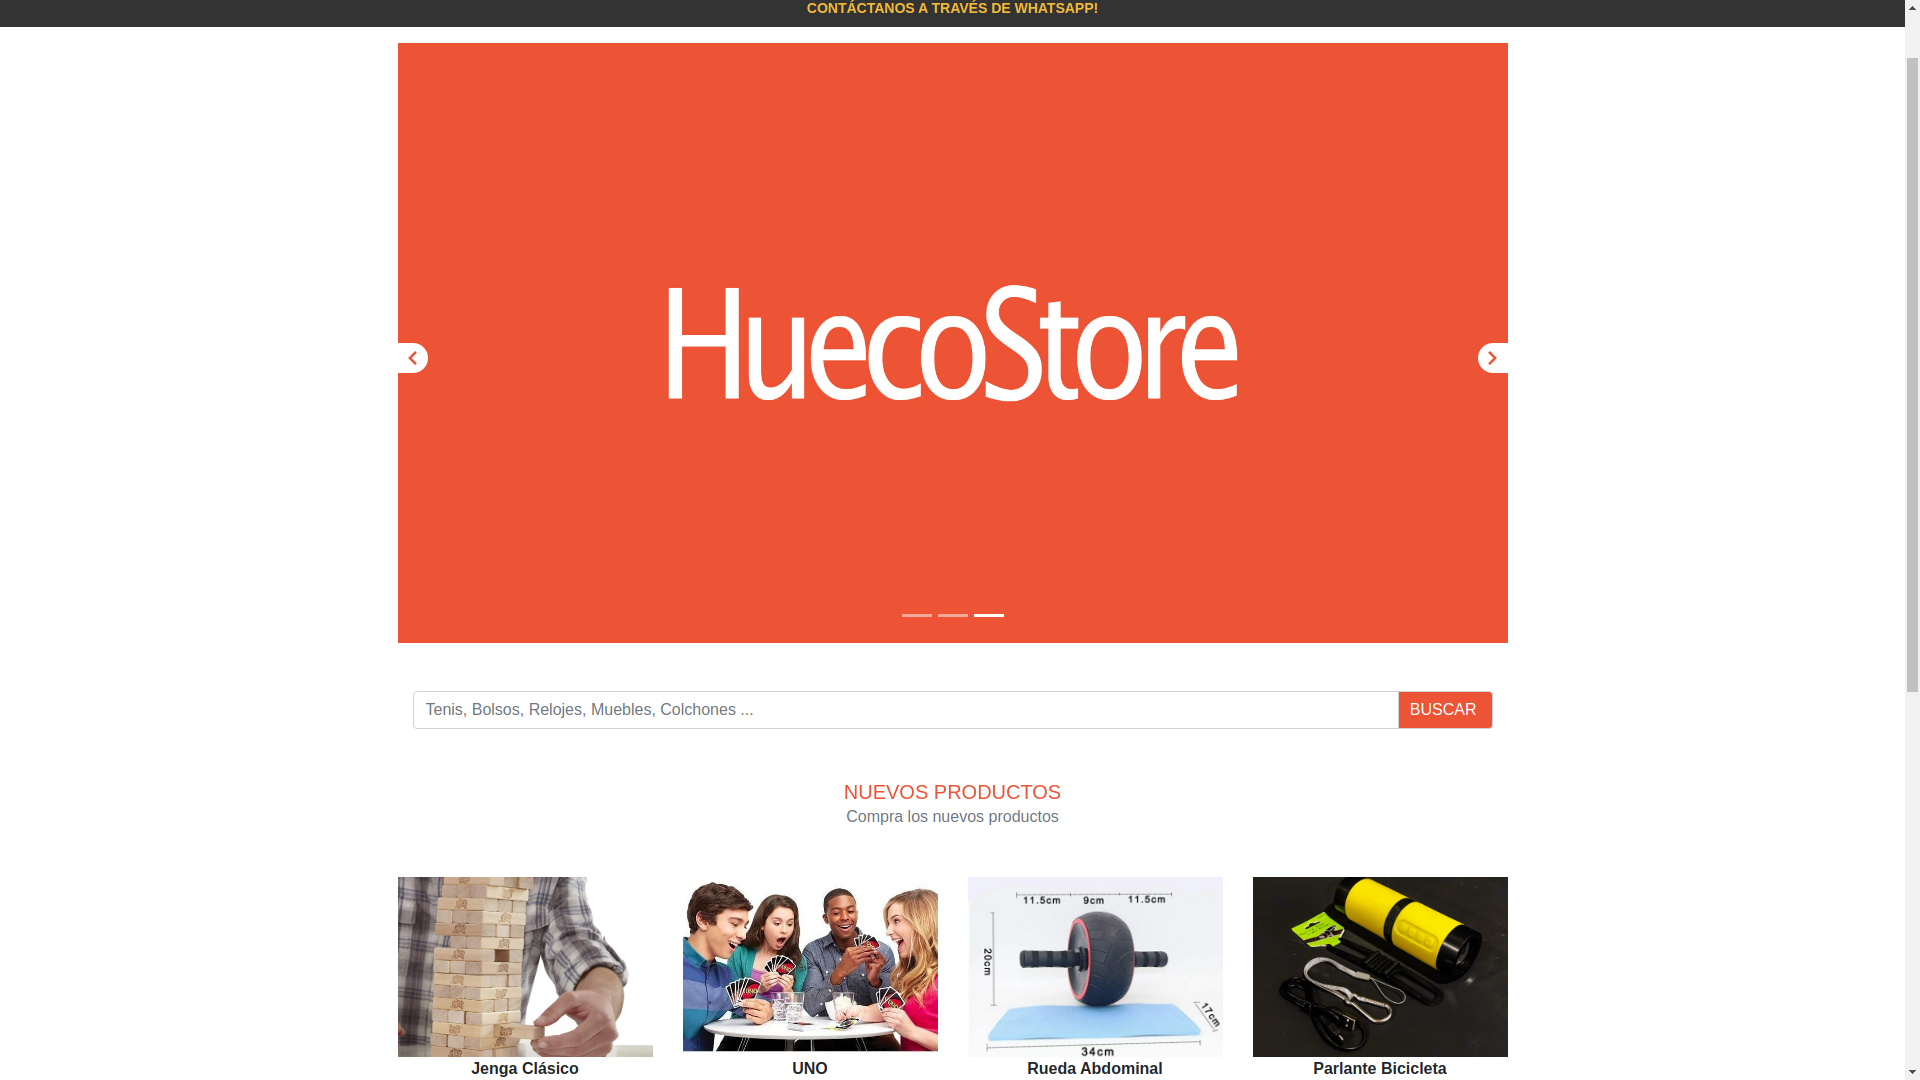 CONTÁCTANOS A TRAVÉS DE WHATSAPP!
HuecoStore
Tenis, Bolsos, Relojes, Muebles, Colchones ...
BUSCAR
NUEVOS PRODUCTOS
Compra los nuevos productos
11.5cm 9cm 11.5cm
20cm
17cm
34cm
UNO
Jenga Clásico
UNO
Rueda Abdominal
Parlante Bicicleta